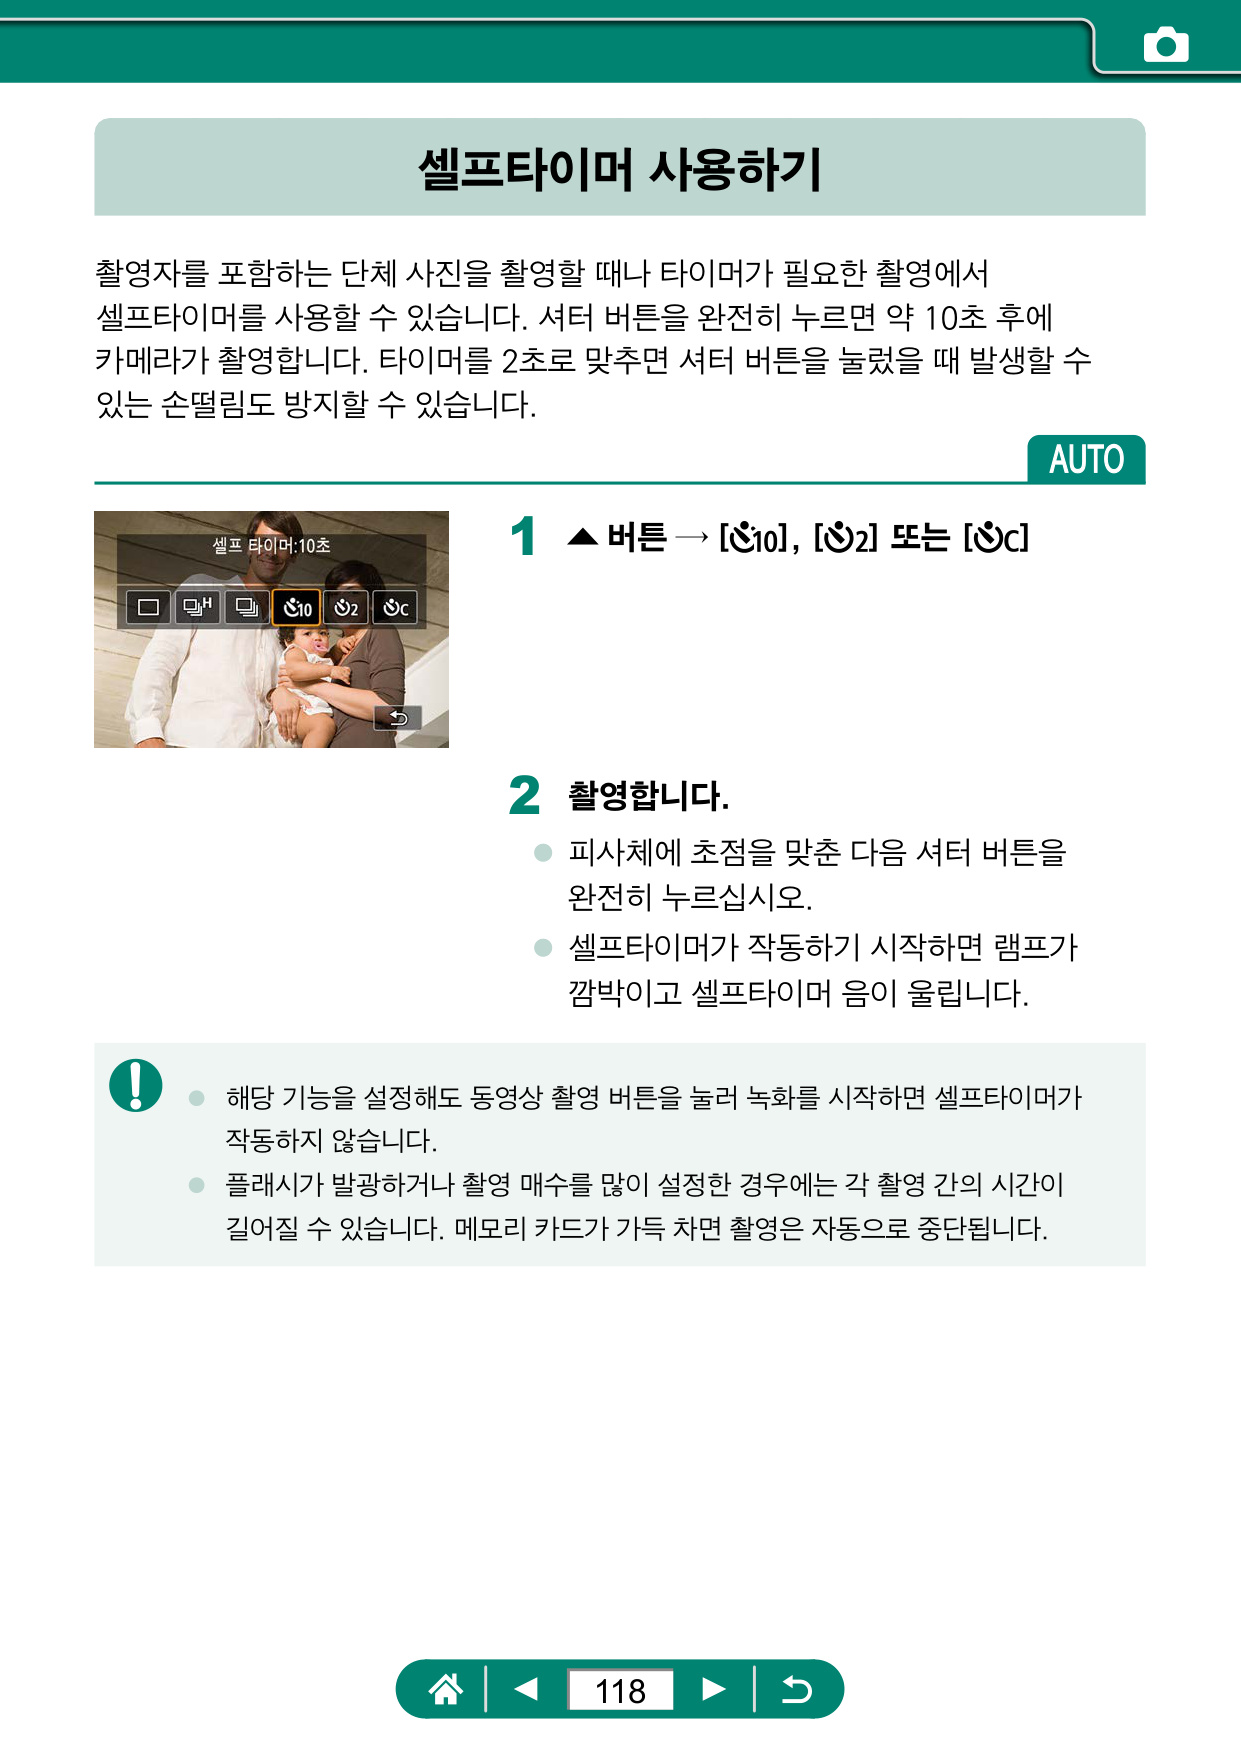 셀프타이머 사용하기
촬영자를 포함하는 단체 사진을 촬영할 때나 타이머가 필요한 촬영에서
셀프타이머를 사용할 수 있습니다. 셔터 버튼을 완전히 누르면 약 10초 후에
카메라가 촬영합니다. 타이머를 2초로 맞추면 셔터 버튼을 눌렀을 때 발생할 수
있는 손떨림도 방지할 수 있습니다.
AUTO
셀프 타이머:10초
H 10 2 C
1 ▲ 버튼 → [10], [2] 또는 [C]
2 촬영합니다.
● 피사체에 초점을 맞춘 다음 셔터 버튼을
완전히 누르십시오.
● 셀프타이머가 작동하기 시작하면 램프가
깜박이고 셀프타이머 음이 울립니다.
● 해당 기능을 설정해도 동영상 촬영 버튼을 눌러 녹화를 시작하면 셀프타이머가
작동하지 않습니다.
● 플래시가 발광하거나 촬영 매수를 많이 설정한 경우에는 각 촬영 간의 시간이
길어질 수 있습니다. 메모리 카드가 가득 차면 촬영은 자동으로 중단됩니다.
118